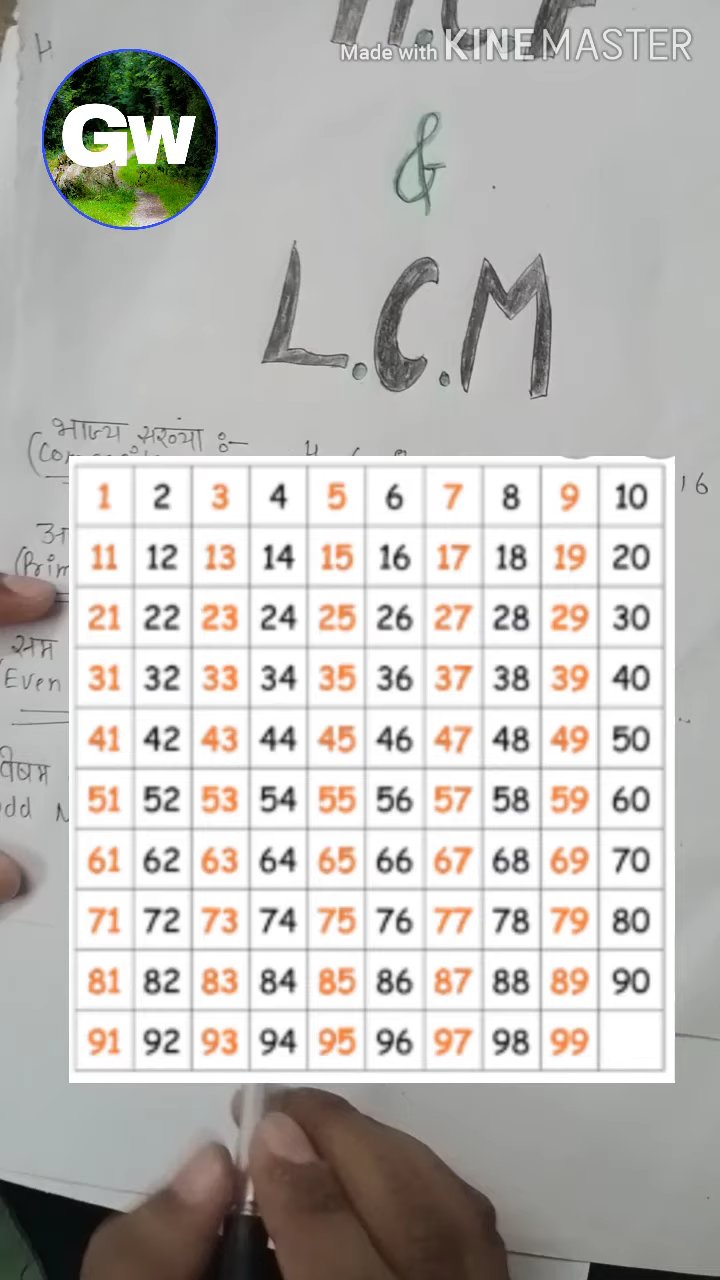 H.C.F
Made with KINEMASTER
GW
&
L.C.M
भाज्य सरंव्या :-
16
1 2 3 4 5 6 7 8 9 10
11 12 13 14 15 16 17 18 19 20
21 22 23 24 25 26 27 28 29 30
31 32 33 34 35 36 37 38 39 40
41 42 43 44 45 46 47 48 49 50
51 52 53 54 55 56 57 58 59 60
61 62 63 64 65 66 67 68 69 70
71 72 73 74 75 76 77 78 79 80
81 82 83 84 85 86 87 88 89 90
91 92 93 94 95 96 97 98 99
(Prim
सम
(Even
विषम
odd N